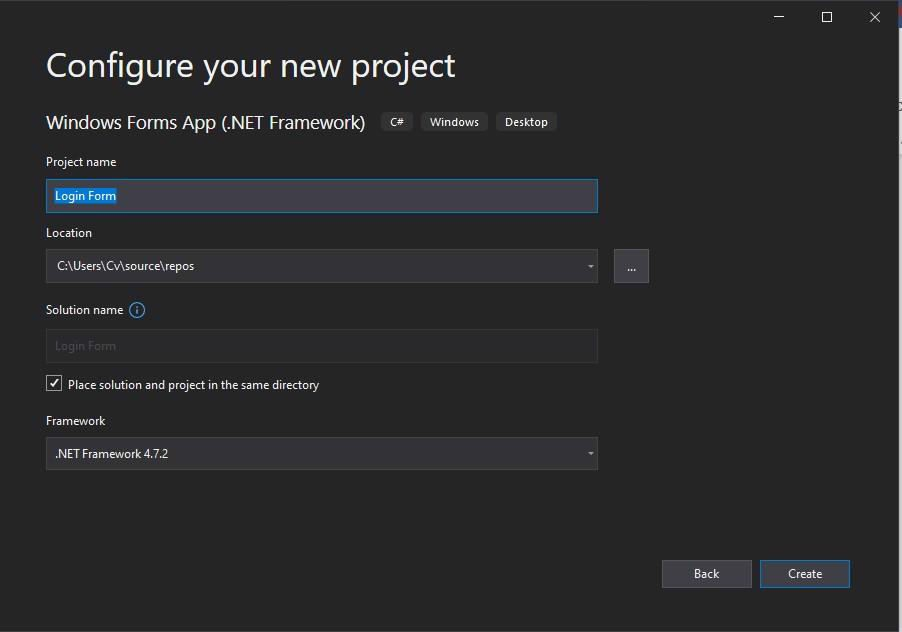 Configure your new project
Windows Forms App (.NET Framework) C# Windows Desktop
Project name
Login Form
Location
C:\Users\Cv\source\repos
...
Solution name
Login Form
Place solution and project in the same directory
Framework
.NET Framework 4.7.2
Back Create